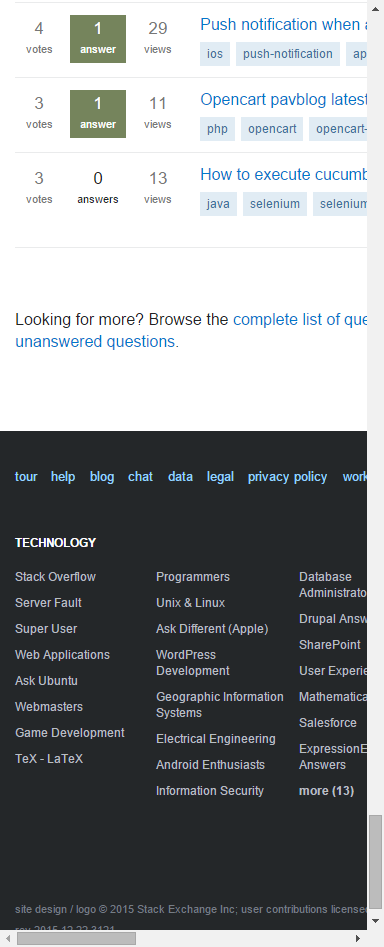 4 1 29 Push notification when
votes answer views
ios push-notification ap
3 1 11 Opencart pavblog latest
votes answer views
php opencart opencart-
3 0 13 How to execute cucumb
votes answers views
java selenium selenium
Looking for more? Browse the complete list of que
unanswered questions.
tour help blog chat data legal privacy policy work
TECHNOLOGY
Stack Overflow
Server Fault
Super User
Web Applications
Ask Ubuntu
Webmasters
Game Development
TeX - LaTeX
Programmers
Unix & Linux
Ask Different (Apple)
WordPress
Development
Geographic Information
Systems
Electrical Engineering
Android Enthusiasts
Information Security
Database
Administrato
Drupal Answ
SharePoint
User Experie
Mathematica
Salesforce
ExpressionE
Answers
more (13)
site design / logo © 2015 Stack Exchange Inc; user contributions license
rev 2015.12.22.3121